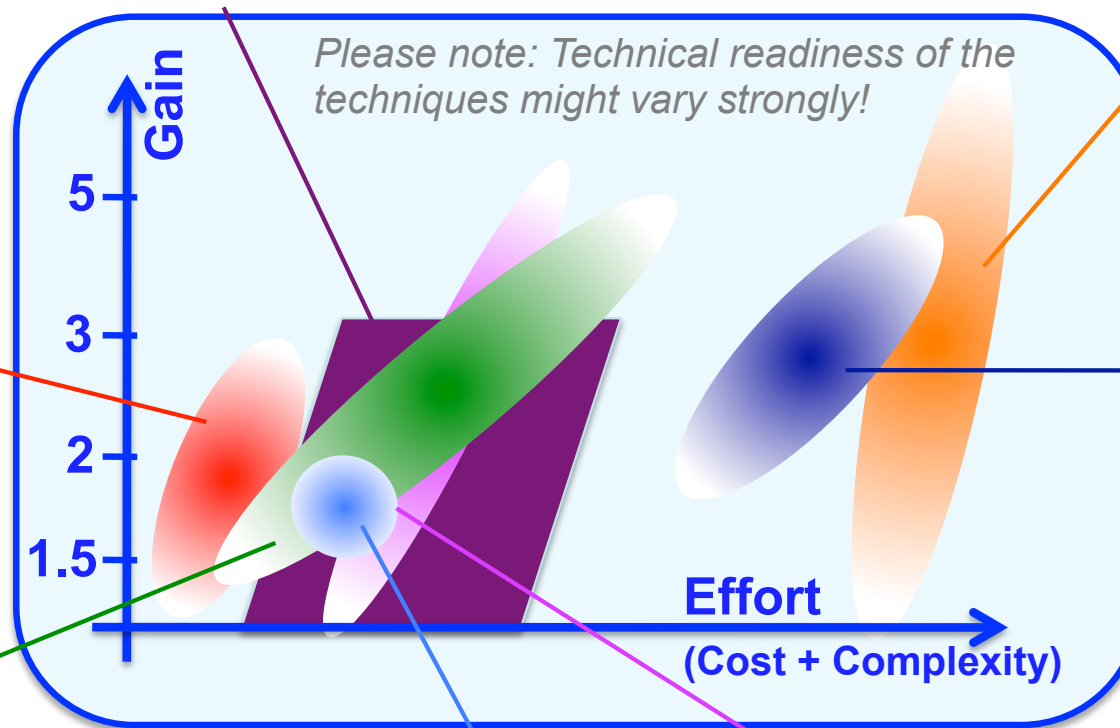 Please note: Technical readiness of the
techniques might vary strongly!
Gain
5
3
2
1.5
Effort
(Cost + Complexity)